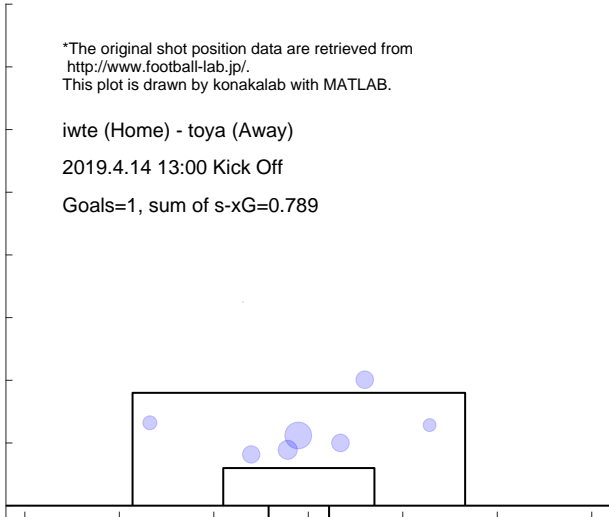 *The original shot position data are retrieved from
http://www.football-lab.jp/.
This plot is drawn by konakalab with MATLAB.
iwte (Home) - toya (Away)
2019.4.14 13:00 Kick Off
Goals=1, sum of s-xG=0.789